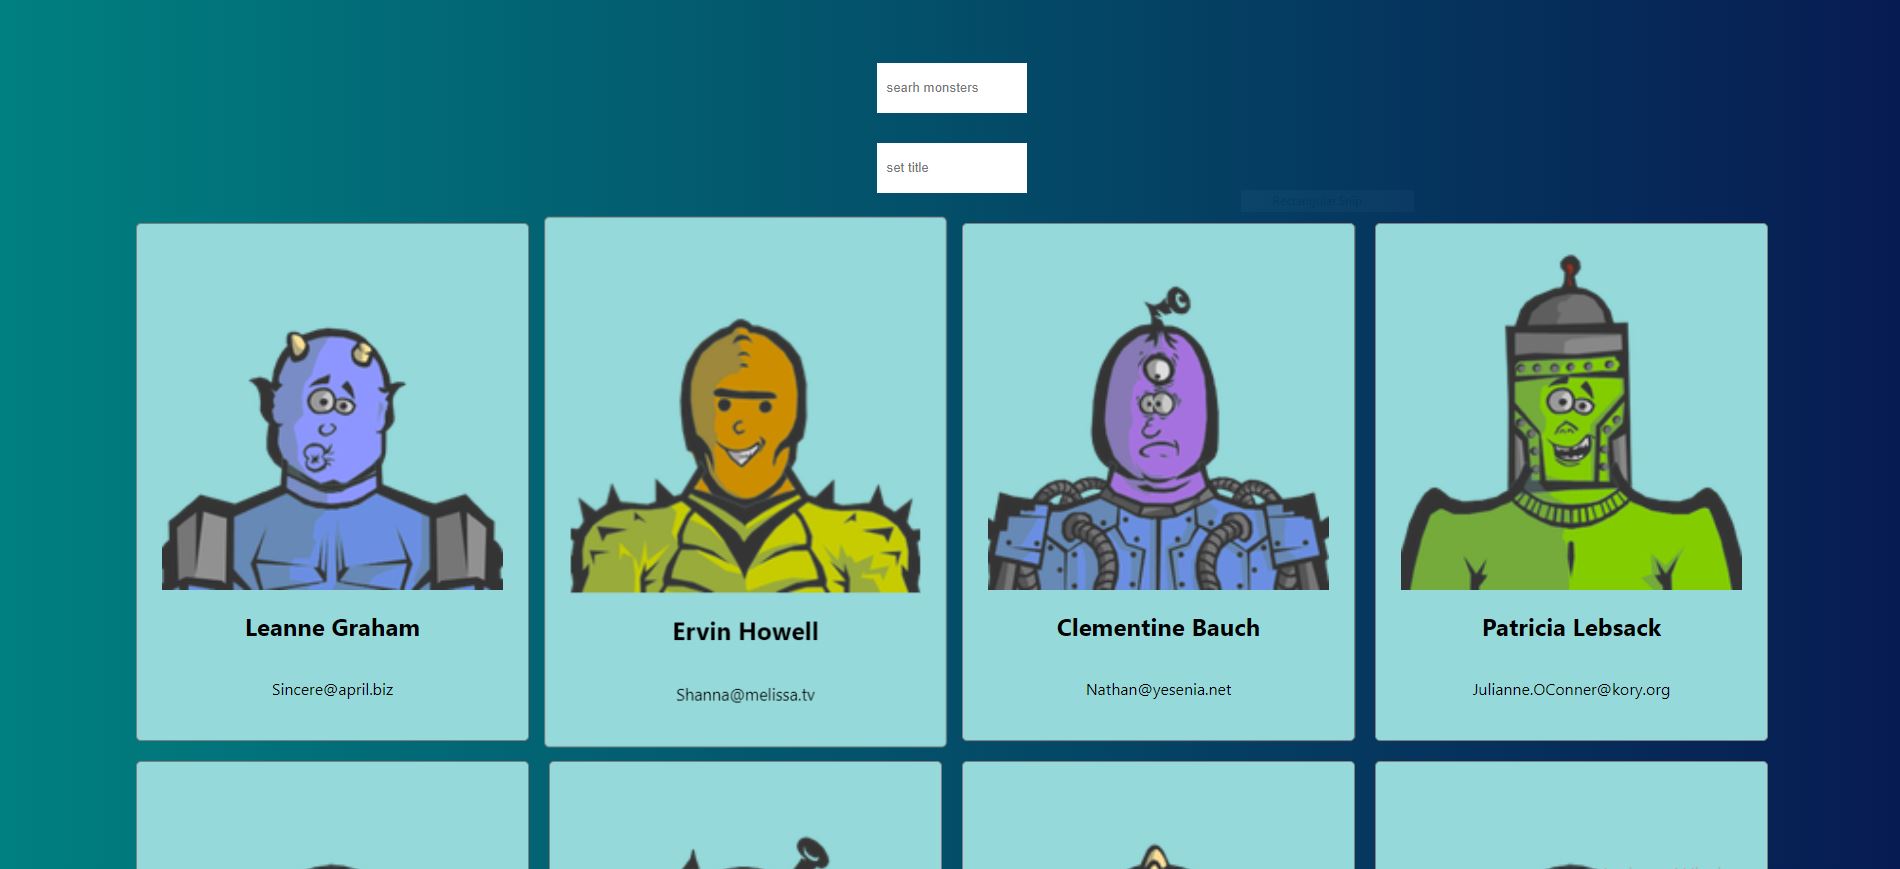 searh monsters
set title
Rectangular Snip
Leanne Graham
Ervin Howell
Clementine Bauch
Patricia Lebsack
Sincere@april.biz
Shanna@melissa.tv
Nathan@yesenia.net
Julianne.OConner@kory.org